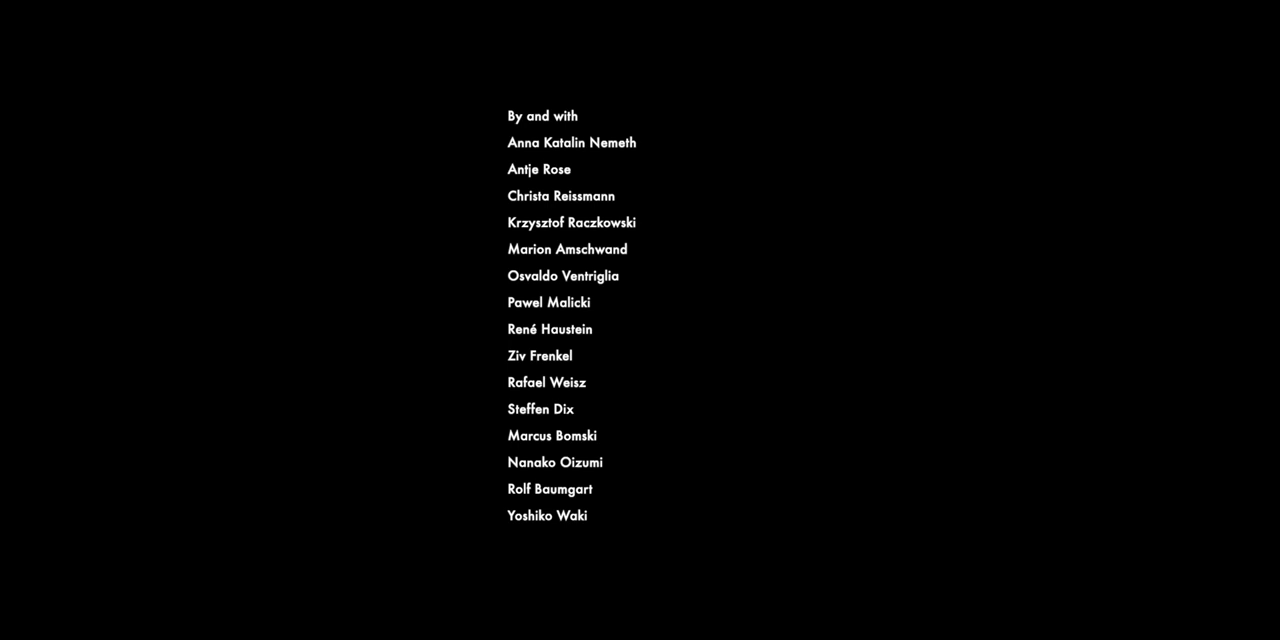 By and with
Anna Katalin Nemeth
Antje Rose
Christa Reissmann
Krzysztof Raczkowski
Marion Amschwand
Osvaldo Ventriglia
Pawel Malicki
René Haustein
Ziv Frenkel
Rafael Weisz
Steffen Dix
Marcus Bomski
Nanako Oizumi
Rolf Baumgart
Yoshiko Waki